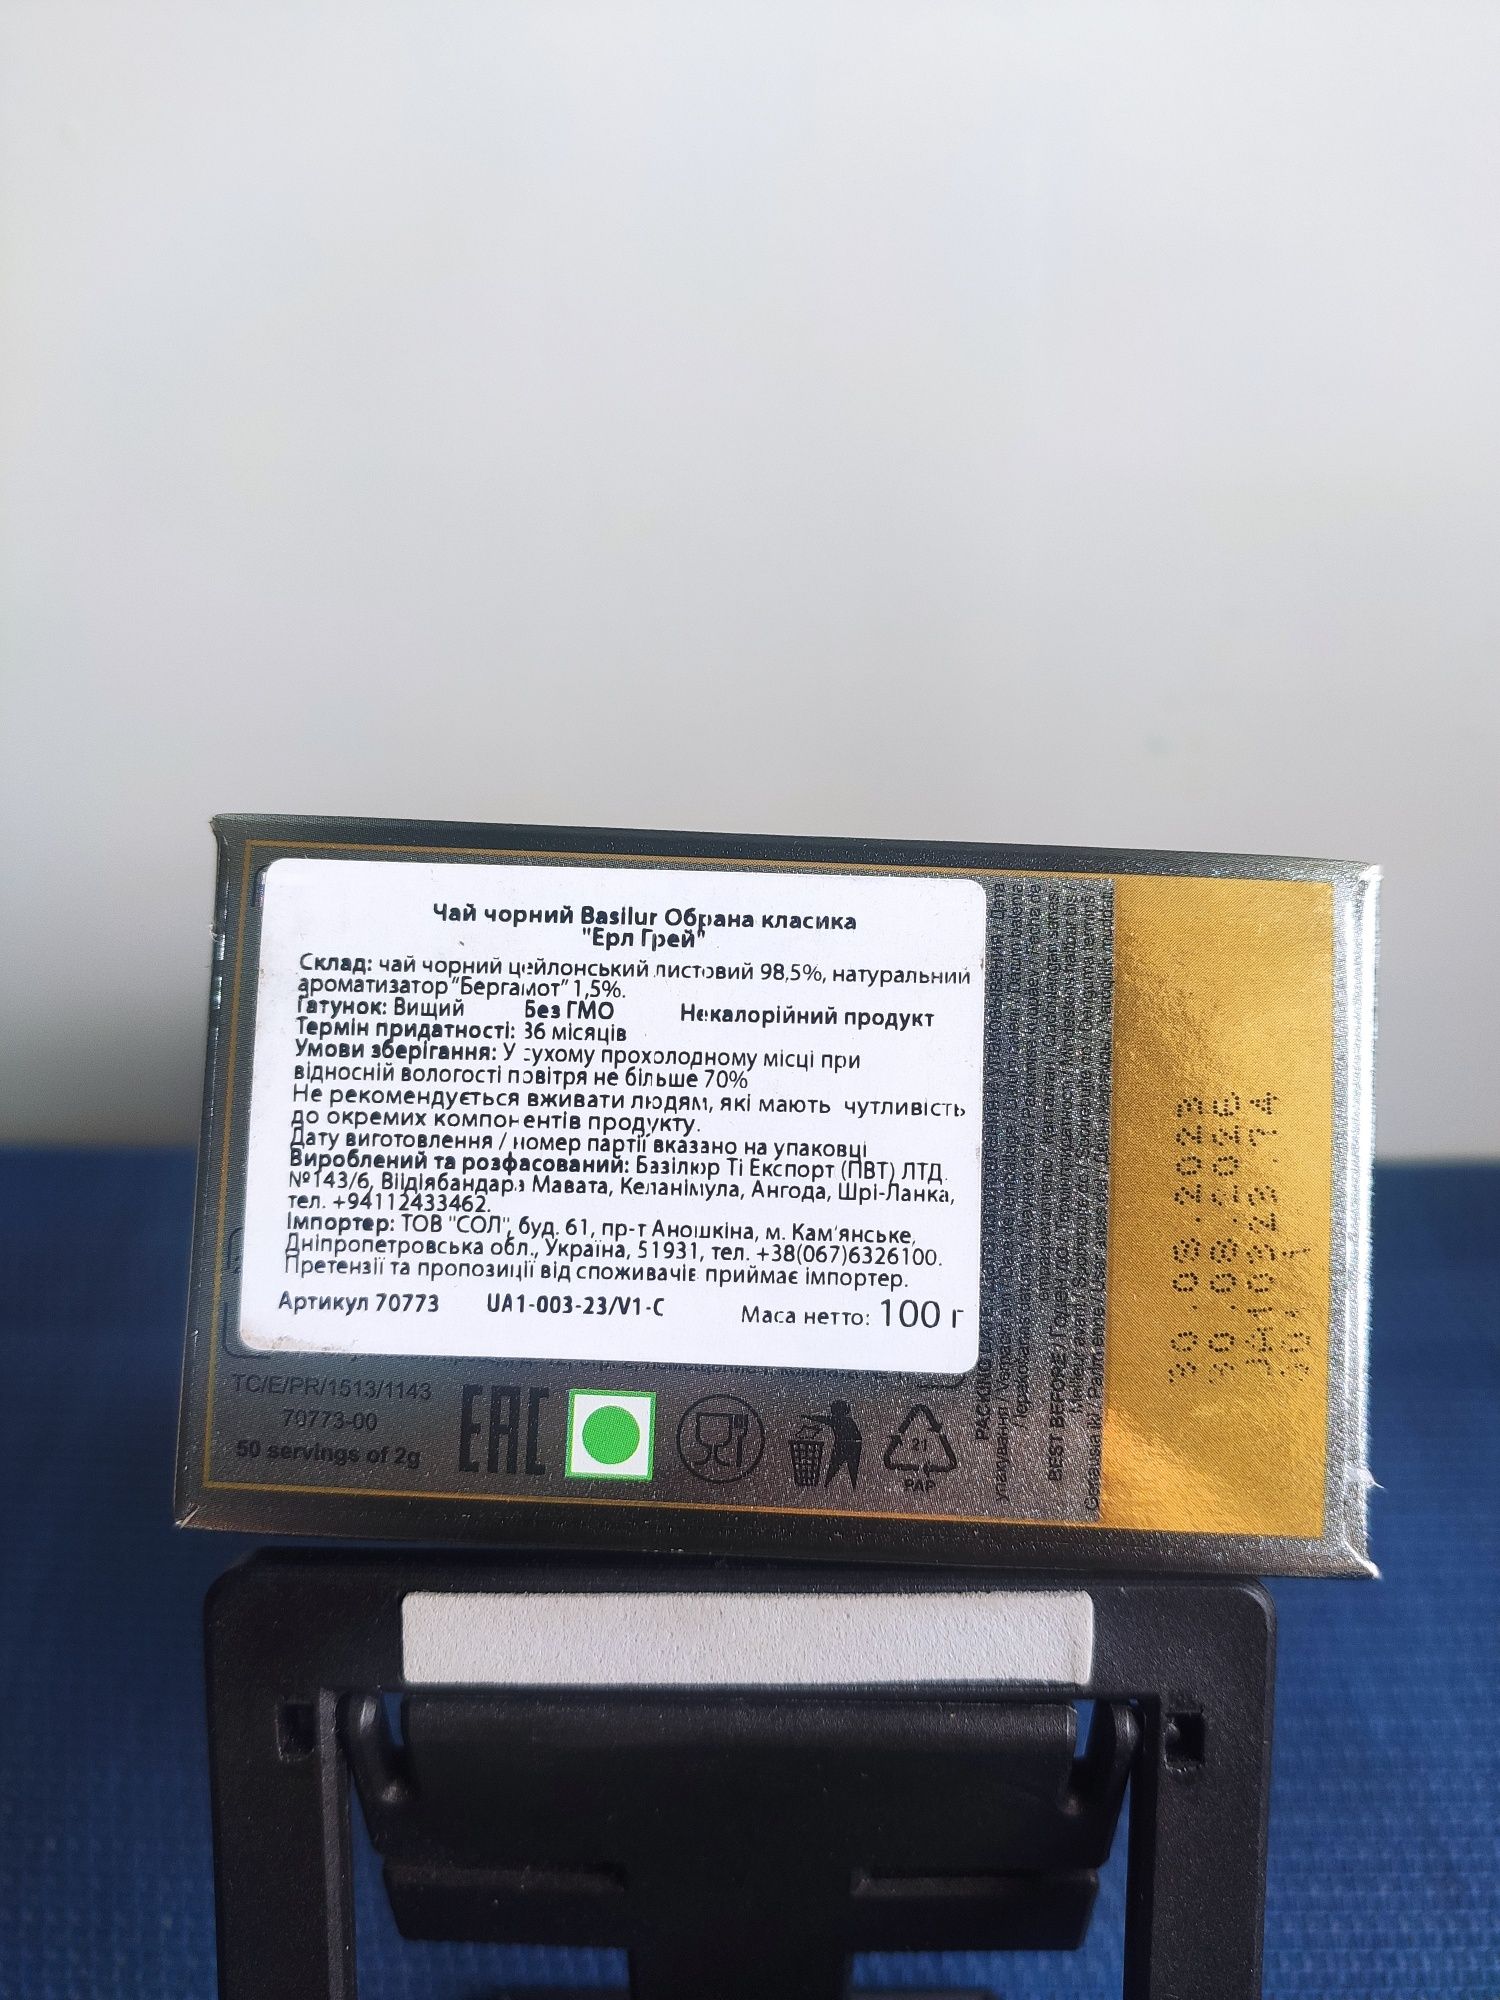 Чай чорний Basilur Обрана класика
"Ерл Грей"
Склад: чай чорний цейлонський листовий 98,5%, натуральний
ароматизатор "Бергамот" 1,5%.
Гатунок: Вищий Без ГМО Некалорійний продукт
Термін придатності: 36 місяців
Умови зберігання: У сухому прохолодному місці при
відносній вологості повітря не більше 70%
Не рекомендується вживати людям, які мають чутливість
до окремих компонентів продукту.
Дату виготовлення / номер партії вказано на упаковці
Вироблений та розфасований: Базілюр Ті Експорт (ПВТ) ЛТД.
№143/6, Віідіябандара Мавата, Келанімула, Ангода, Шрі-Ланка,
тел. +94112433462.
Імпортер: ТОВ "СОЛ", буд. 61, пр-т Аношкіна, м. Кам'янське,
Дніпропетровська обл., Україна, 51931, тел. +38(067)6326100.
Претензії та пропозиції від споживачів приймає імпортер.
Артикул 70773 UA1-003-23/V1-C Маса нетто: 100 г
TC/E/PR/1513/1143
70773-00
50 servings of 2g
EAC
21
PAP
PACKING
BEST BEFORE / Годен до /
30.08.2023